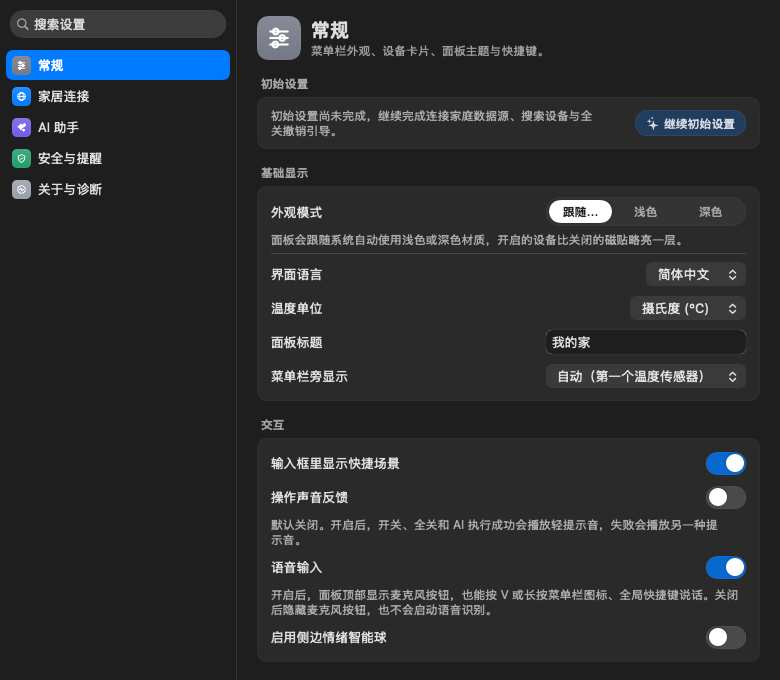 搜索设置
常规
家居连接
AI 助手
安全与提醒
关于与诊断
常规
菜单栏外观、设备卡片、面板主题与快捷键。
初始设置
初始设置尚未完成，继续完成连接家庭数据源、搜索设备与全
关撤销引导。
继续初始设置
基础显示
外观模式
跟随...
浅色
深色
面板会跟随系统自动使用浅色或深色材质，开启的设备比关闭的磁贴略亮一层。
界面语言
简体中文
温度单位
摄氏度 (°C)
面板标题
我的家
菜单栏旁显示
自动（第一个温度传感器）
交互
输入框里显示快捷场景
操作声音反馈
默认关闭。开启后，开关、全关和 AI 执行成功会播放轻提示音，失败会播放另一种提
示音。
语音输入
开启后，面板顶部显示麦克风按钮，也能按 V 或长按菜单栏图标、全局快捷键说话。关闭
后隐藏麦克风按钮，也不会启动语音识别。
启用侧边情绪智能球